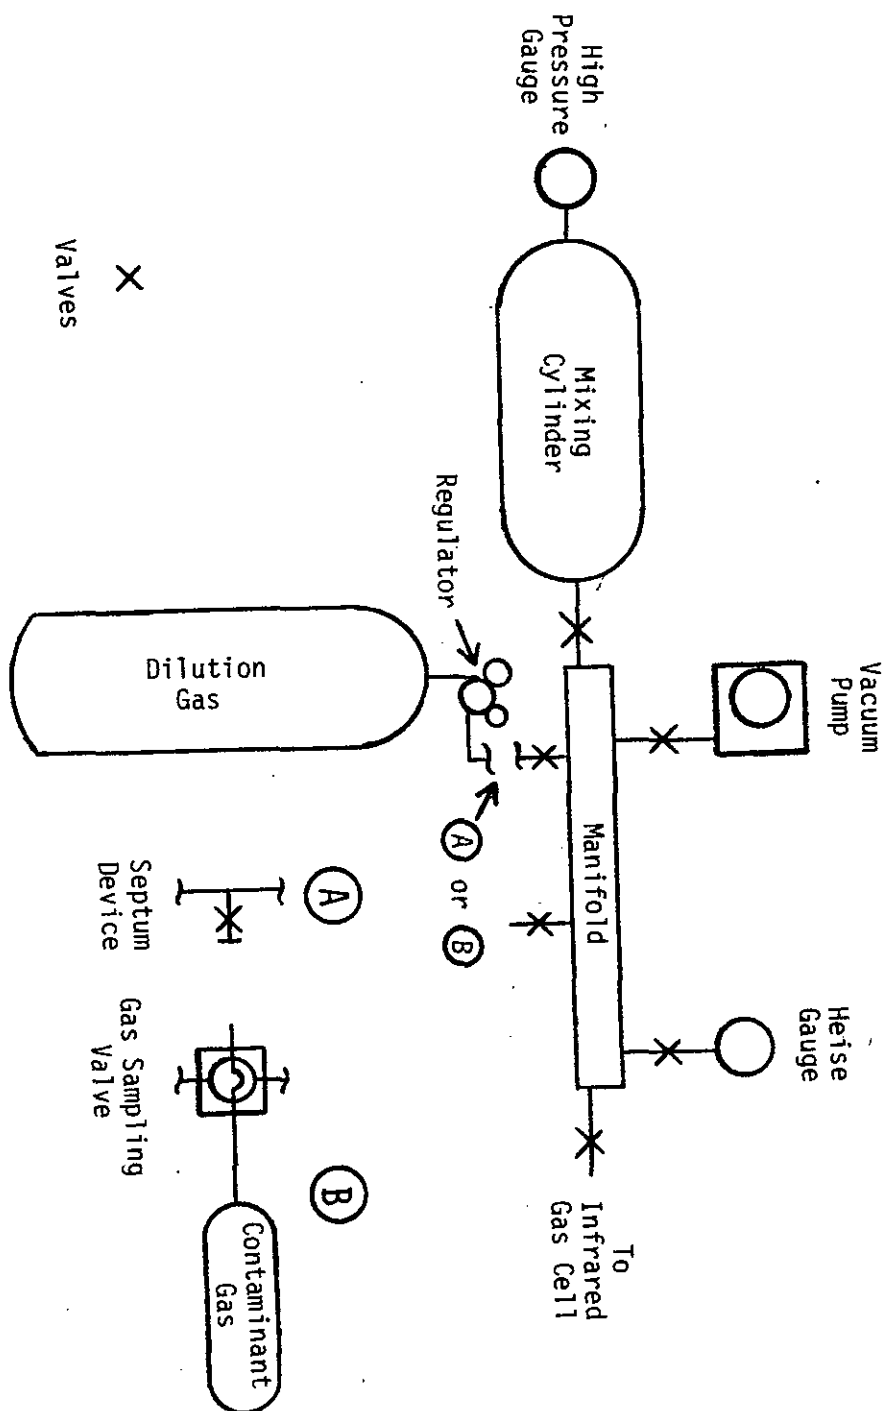 High
Pressure
Gauge
Mixing
Cylinder
Vacuum
Pump
Manifold
Heise
Gauge
To
Infrared
Gas Cell
Regulator
A or B
Dilution
Gas
Valves
A
Septum
Device
B
Gas Sampling
Valve
Contaminant
Gas